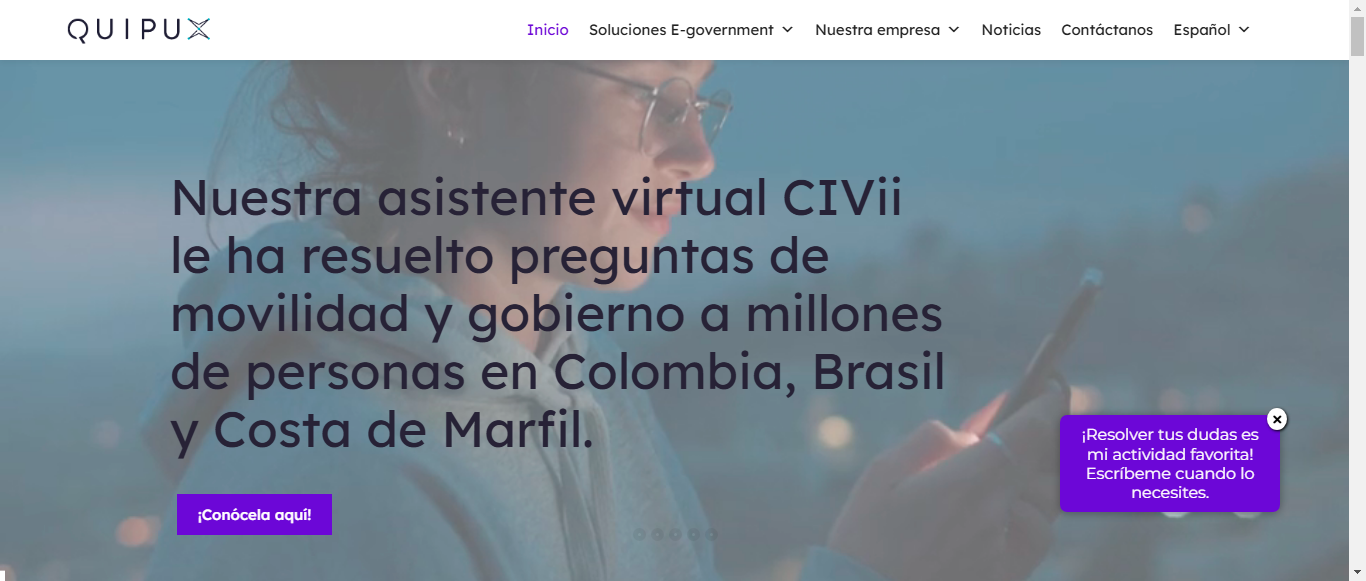 QUIPUX
Inicio
Soluciones E-government
Nuestra empresa
Noticias
Contáctanos
Español
Nuestra asistente virtual CIVii
le ha resuelto preguntas de
movilidad y gobierno a millones
de personas en Colombia, Brasil
y Costa de Marfil.
¡Conócela aquí!
¡Resolver tus dudas es
mi actividad favorita!
Escríbeme cuando lo
necesites.